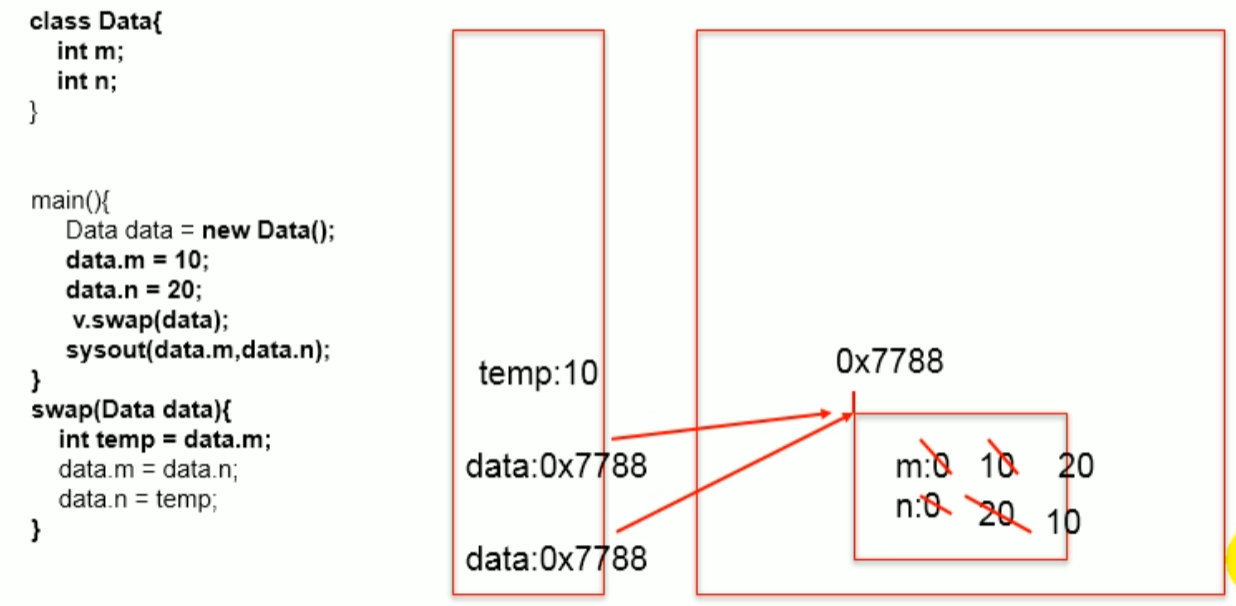 class Data{
int m;
int n;
}
main(){
Data data = new Data();
data.m = 10;
data.n = 20;
v.swap(data);
sysout(data.m,data.n);
}
swap(Data data){
int temp = data.m;
data.m = data.n;
data.n = temp;
}
temp:10
data:0x7788
data:0x7788
0x7788
m:0 10 20
n:0 20 10